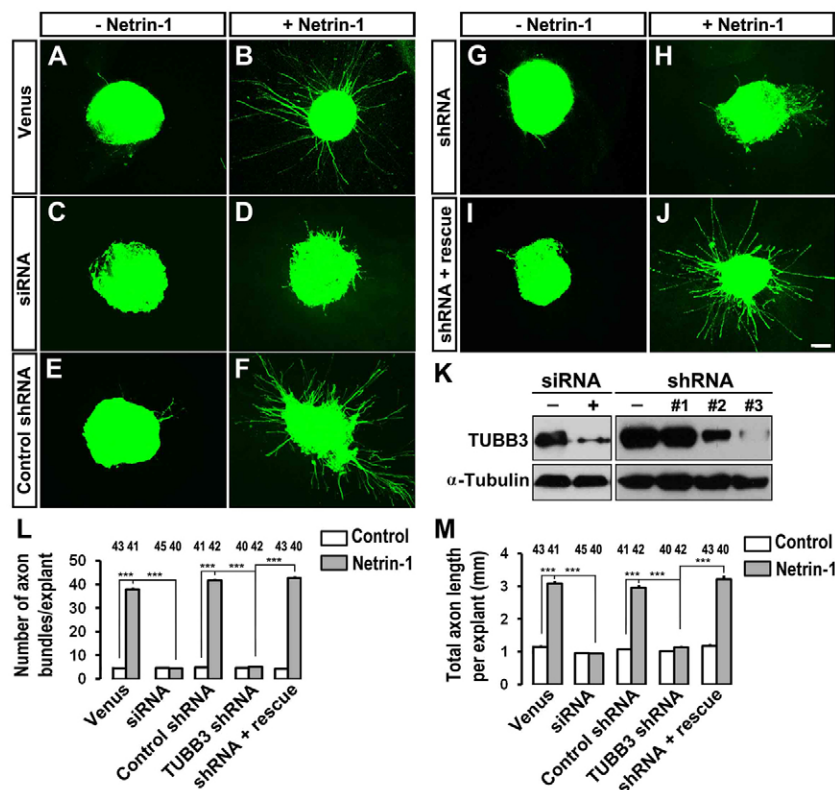 - Netrin-1
+ Netrin-1
- Netrin-1
+ Netrin-1
Venus
A
B
siRNA
C
D
Control shRNA
E
F
shRNA
G
H
shRNA + rescue
I
J
K
siRNA
shRNA
– +
– #1 #2 #3
TUBB3
α-Tubulin
L
43 41 45 40 41 42 40 42 43 40
Control
Netrin-1
*** *** *** *** ***
Number of axon
bundles/explant
50
40
30
20
10
0
Venus
siRNA
Control shRNA
TUBB3 shRNA
shRNA + rescue
M
43 41 45 40 41 42 40 42 43 40
Control
Netrin-1
*** *** *** *** ***
Total axon length
per explant (mm)
4
3
2
1
0
Venus
siRNA
Control shRNA
TUBB3 shRNA
shRNA + rescue